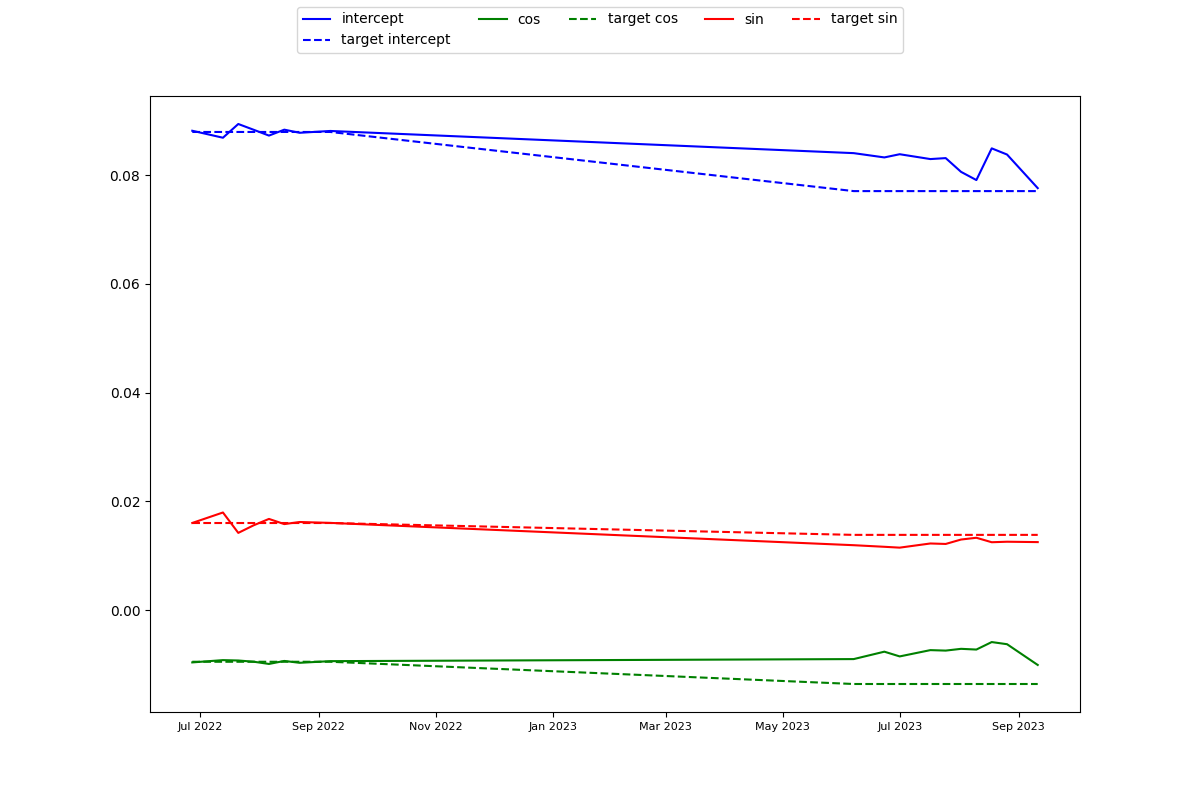 intercept cos target cos sin target sin
target intercept
0.08
0.06
0.04
0.02
0.00
Jul 2022 Sep 2022 Nov 2022 Jan 2023 Mar 2023 May 2023 Jul 2023 Sep 2023